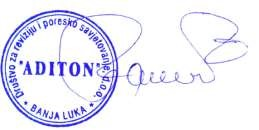 Društvo za reviziju i poresko savjetovanje d.o.o.
"ADITON"
* BANJA LUKA *